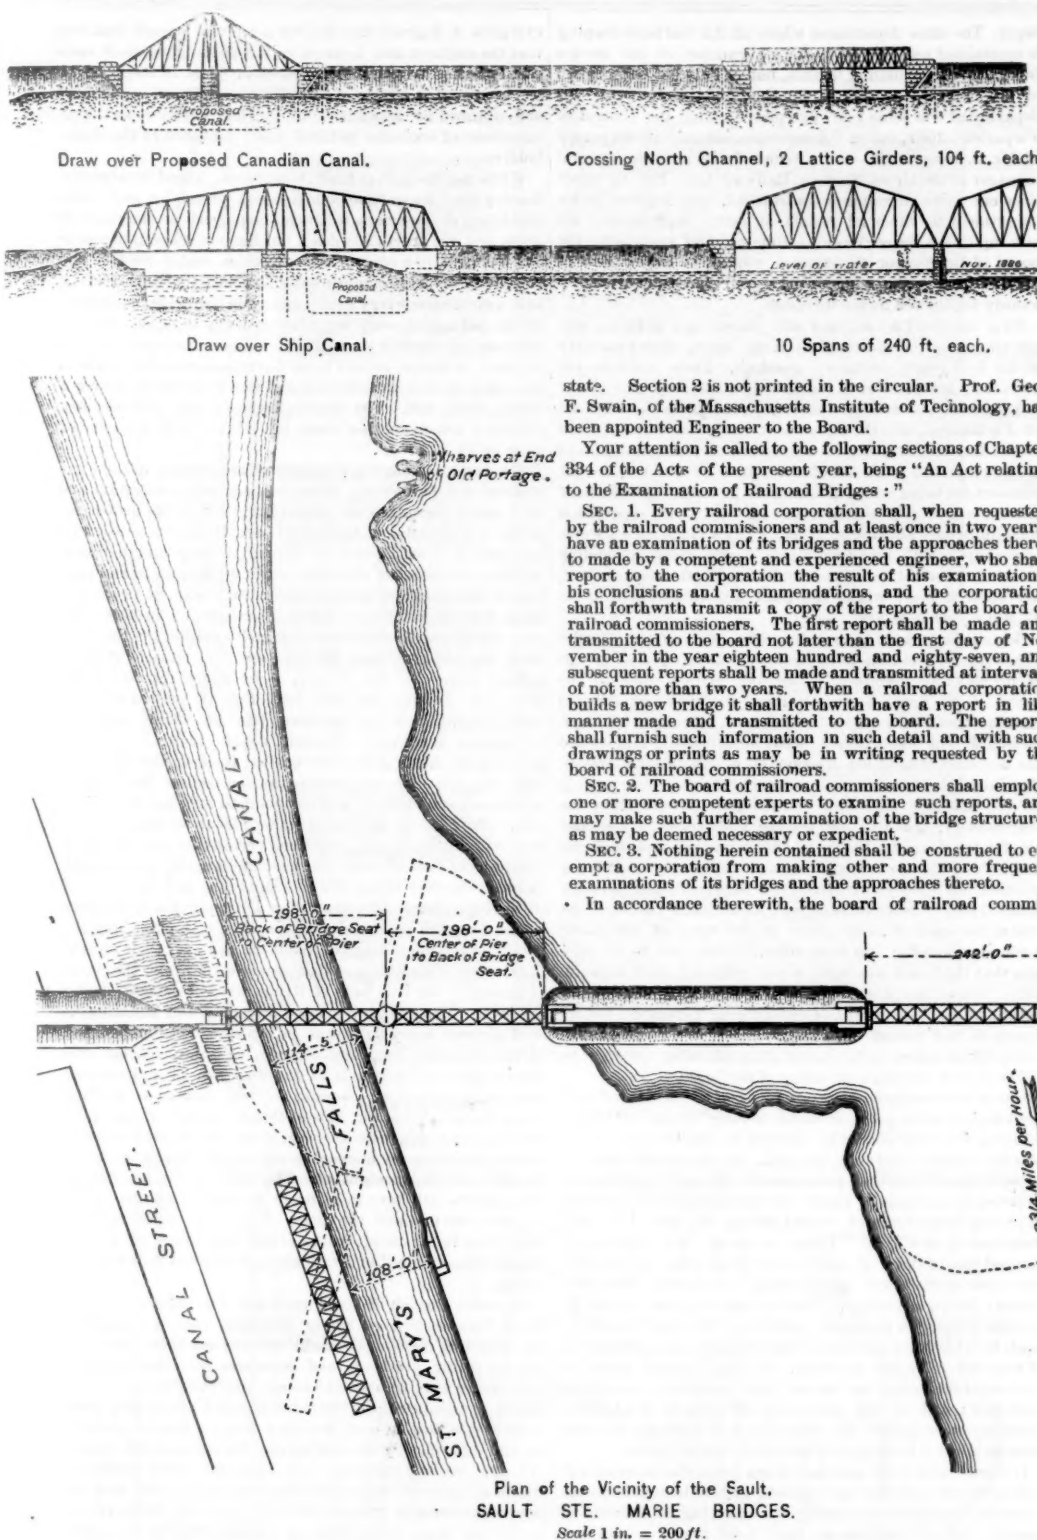 Proposed
Canal.
Draw over Proposed Canadian Canal.
Crossing North Channel, 2 Lattice Girders, 104 ft. each
Canal.
Proposed
Canal.
Level of Water
Nov. 1886
Draw over Ship Canal.
10 Spans of 240 ft. each.
state. Section 2 is not printed in the circular. Prof. Geo
F. Swain, of the Massachusetts Institute of Technology, ha
been appointed Engineer to the Board.
Your attention is called to the following sections of Chapte
334 of the Acts of the present year, being "An Act relatin
to the Examination of Railroad Bridges : "
SEC. 1. Every railroad corporation shall, when requeste
by the railroad commissioners and at least once in two year
have an examination of its bridges and the approaches there
to made by a competent and experienced engineer, who sha
report to the corporation the result of his examination
his conclusions and recommendations, and the corporatio
shall forthwith transmit a copy of the report to the board o
railroad commissioners. The first report shall be made an
transmitted to the board not later than the first day of No
vember in the year eighteen hundred and eighty-seven, an
subsequent reports shall be made and transmitted at interva
of not more than two years. When a railroad corporatio
builds a new bridge it shall forthwith have a report in lik
manner made and transmitted to the board. The repor
shall furnish such information in such detail and with suc
drawings or prints as may be in writing requested by th
board of railroad commissioners.
SEC. 2. The board of railroad commissioners shall emplo
one or more competent experts to examine such reports, an
may make such further examination of the bridge structure
as may be deemed necessary or expedient.
SEC. 3. Nothing herein contained shall be construed to e
empt a corporation from making other and more freque
examinations of its bridges and the approaches thereto.
In accordance therewith, the board of railroad comm
Wharves at End
of Old Portage.
CANAL.
198'-0"
Back of Bridge Seat
to Center of Pier
198'-0"
Center of Pier
to Back of Bridge
Seat.
242'-0"
114'-5"
FALLS
108'-0"
ST MARY'S
CANAL STREET.
Miles per Hour.
Plan of the Vicinity of the Sault.
SAULT STE. MARIE BRIDGES.
Scale 1 in. = 200 ft.